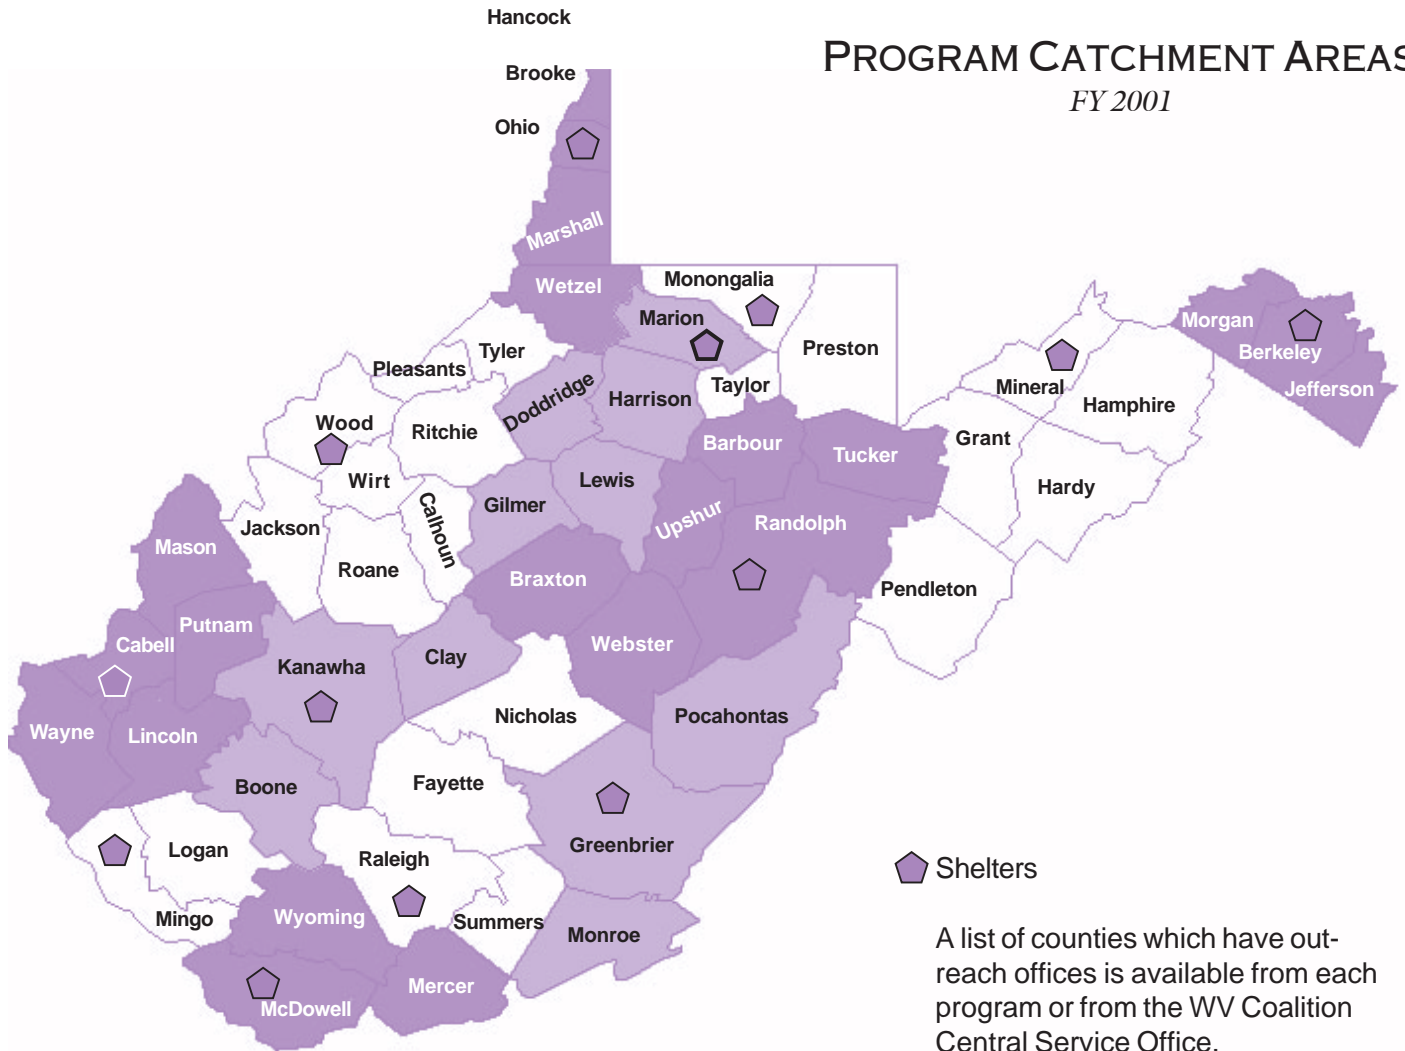 Hancock
PROGRAM CATCHMENT AREAS
FY 2001
Brooke
Ohio
Marshall
Wetzel
Monongalia
Marion
Preston
Tyler
Pleasants
Taylor
Doddridge
Harrison
Wood
Ritchie
Barbour
Tucker
Wirt
Lewis
Gilmer
Calhoun
Upshur
Randolph
Jackson
Roane
Mason
Braxton
Morgan
Berkeley
Jefferson
Mineral
Hamphire
Grant
Hardy
Pendleton
Putnam
Cabell
Kanawha
Clay
Webster
Wayne
Lincoln
Nicholas
Pocahontas
Boone
Fayette
Logan
Raleigh
Greenbrier
Mingo
Wyoming
Summers
Monroe
McDowell
Mercer
Shelters
A list of counties which have out-
reach offices is available from each
program or from the WV Coalition
Central Service Office.